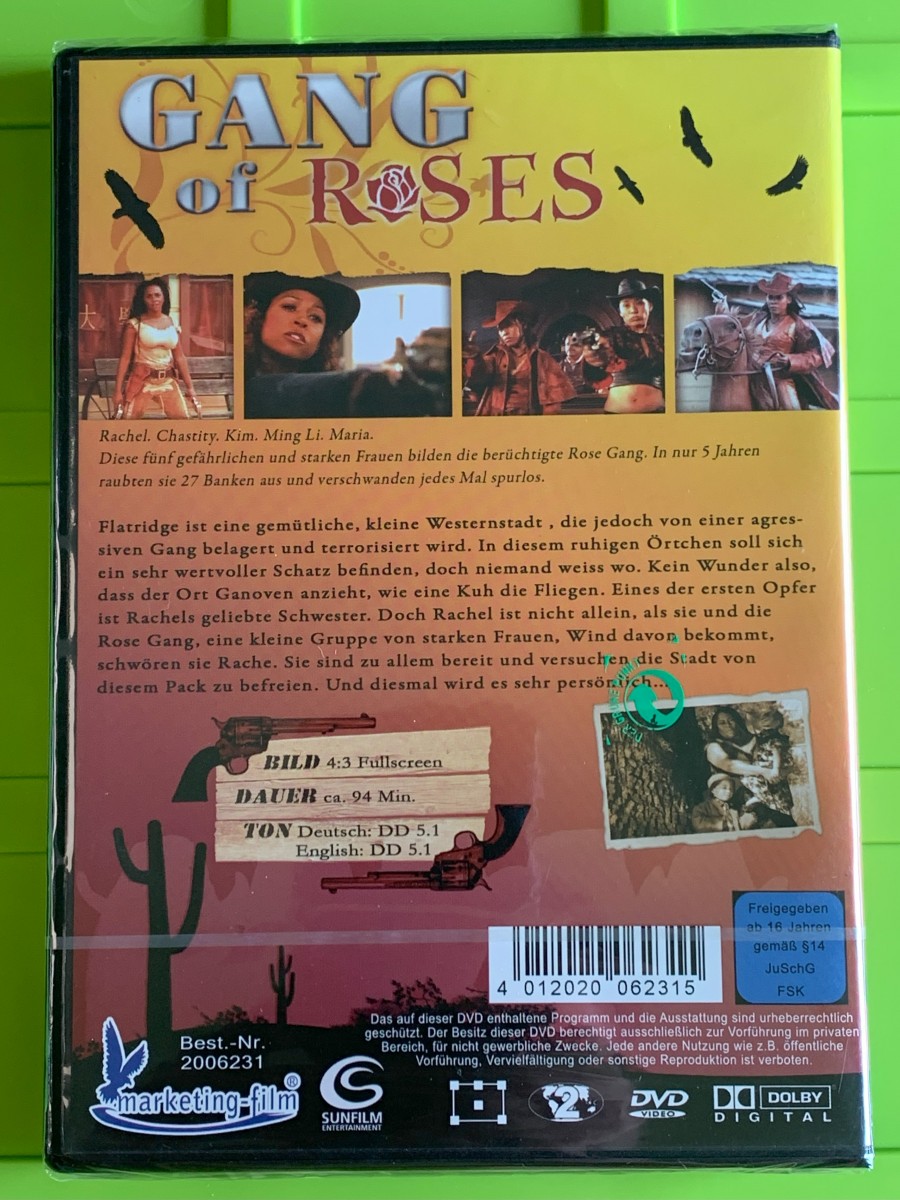 GANG
of ROSES
Rachel. Chastity. Kim. Ming Li. Maria.
Diese fünf gefährlichen und starken Frauen bilden die berüchtigte Rose Gang. In nur 5 Jahren
raubten sie 27 Banken aus und verschwanden jedes Mal spurlos.
Flatridge ist eine gemütliche, kleine Westernstadt , die jedoch von einer agres-
siven Gang belagert und terrorisiert wird. In diesem ruhigen Örtchen soll sich
ein sehr wertvoller Schatz befinden, doch niemand weiss wo. Kein Wunder also,
dass der Ort Ganoven anzieht, wie eine Kuh die Fliegen. Eines der ersten Opfer
ist Rachels geliebte Schwester. Doch Rachel ist nicht allein, als sie und die
Rose Gang, eine kleine Gruppe von starken Frauen, Wind davon bekommt,
schwören sie Rache. Sie sind zu allem bereit und versuchen die Stadt von
diesem Pack zu befreien. Und diesmal wird es sehr persönlich...
DER GRÜNE PUNKT
BILD 4:3 Fullscreen
DAUER ca. 94 Min.
TON Deutsch: DD 5.1
English: DD 5.1
Freigegeben
ab 16 Jahren
gemäß §14
JuSchG
FSK
4 012020 062315
Das auf dieser DVD enthaltene Programm und die Ausstattung sind urheberrechtlich
geschützt. Der Besitz dieser DVD berechtigt ausschließlich zur Vorführung im privaten
Bereich, für nicht gewerbliche Zwecke. Jede andere Nutzung wie z.B. öffentliche
Vorführung, Vervielfältigung oder sonstige Reproduktion ist verboten.
Best.-Nr.
2006231
marketing-film®
SUNFILM
ENTERTAINMENT
2
DVD
VIDEO
DOLBY
DIGITAL